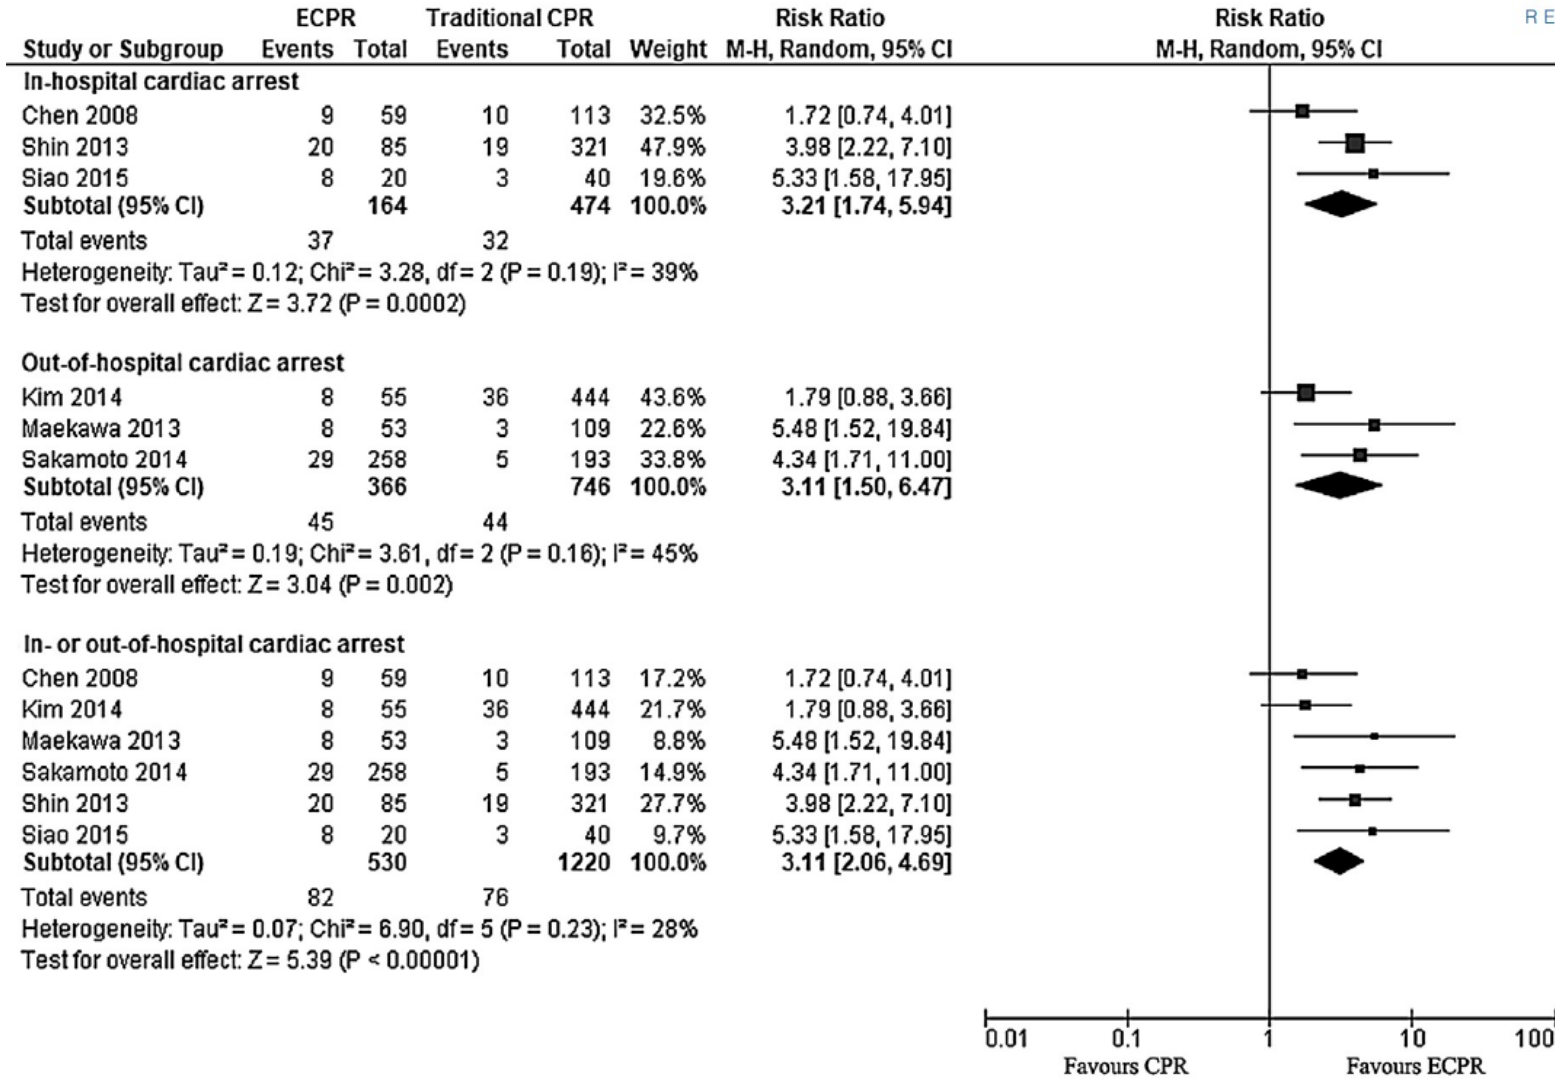 ECPR Traditional CPR Risk Ratio Risk Ratio R E
Study or Subgroup Events Total Events Total Weight M-H, Random, 95% CI M-H, Random, 95% CI
In-hospital cardiac arrest
Chen 2008 9 59 10 113 32.5% 1.72 [0.74, 4.01]
Shin 2013 20 85 19 321 47.9% 3.98 [2.22, 7.10]
Siao 2015 8 20 3 40 19.6% 5.33 [1.58, 17.95]
Subtotal (95% CI) 164 474 100.0% 3.21 [1.74, 5.94]
Total events 37 32
Heterogeneity: Tau² = 0.12; Chi² = 3.28, df = 2 (P = 0.19); I² = 39%
Test for overall effect: Z = 3.72 (P = 0.0002)
Out-of-hospital cardiac arrest
Kim 2014 8 55 36 444 43.6% 1.79 [0.88, 3.66]
Maekawa 2013 8 53 3 109 22.6% 5.48 [1.52, 19.84]
Sakamoto 2014 29 258 5 193 33.8% 4.34 [1.71, 11.00]
Subtotal (95% CI) 366 746 100.0% 3.11 [1.50, 6.47]
Total events 45 44
Heterogeneity: Tau² = 0.19; Chi² = 3.61, df = 2 (P = 0.16); I² = 45%
Test for overall effect: Z = 3.04 (P = 0.002)
In- or out-of-hospital cardiac arrest
Chen 2008 9 59 10 113 17.2% 1.72 [0.74, 4.01]
Kim 2014 8 55 36 444 21.7% 1.79 [0.88, 3.66]
Maekawa 2013 8 53 3 109 8.8% 5.48 [1.52, 19.84]
Sakamoto 2014 29 258 5 193 14.9% 4.34 [1.71, 11.00]
Shin 2013 20 85 19 321 27.7% 3.98 [2.22, 7.10]
Siao 2015 8 20 3 40 9.7% 5.33 [1.58, 17.95]
Subtotal (95% CI) 530 1220 100.0% 3.11 [2.06, 4.69]
Total events 82 76
Heterogeneity: Tau² = 0.07; Chi² = 6.90, df = 5 (P = 0.23); I² = 28%
Test for overall effect: Z = 5.39 (P < 0.00001)
0.01 0.1 1 10 100
Favours CPR Favours ECPR